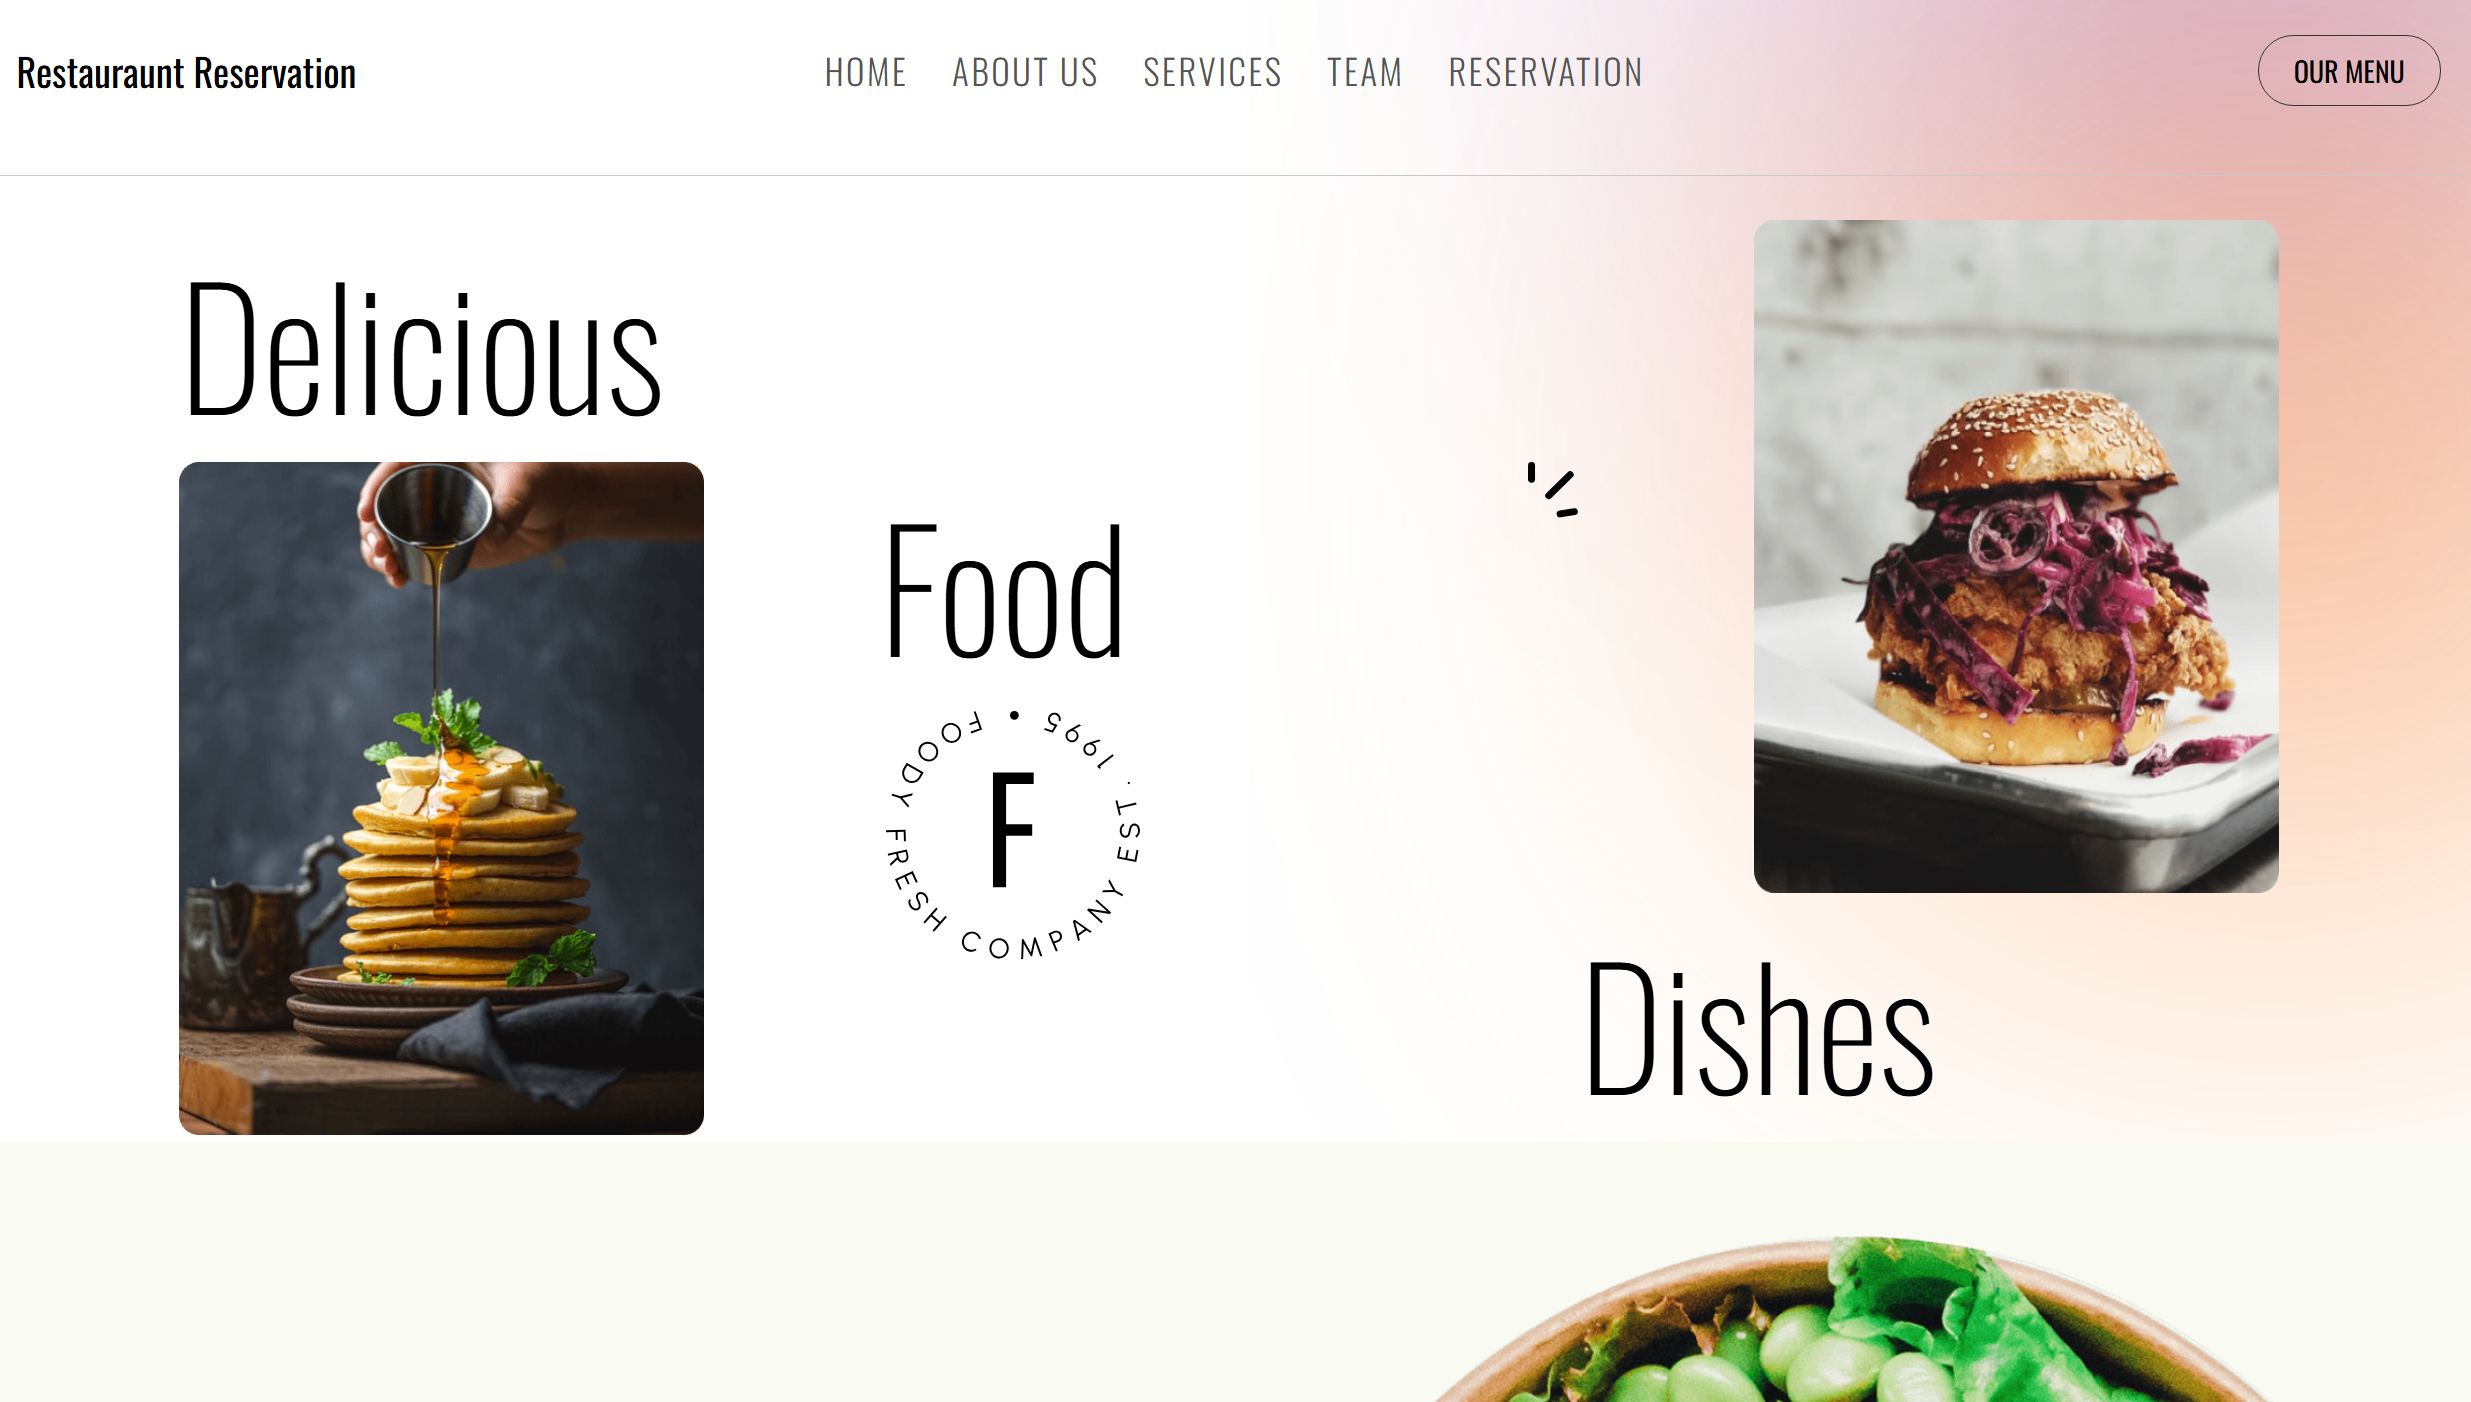 Restauraunt Reservation
HOME
ABOUT US
SERVICES
TEAM
RESERVATION
OUR MENU
Delicious
Food
FOODY FRESH COMPANY EST . 1995 •
F
Dishes